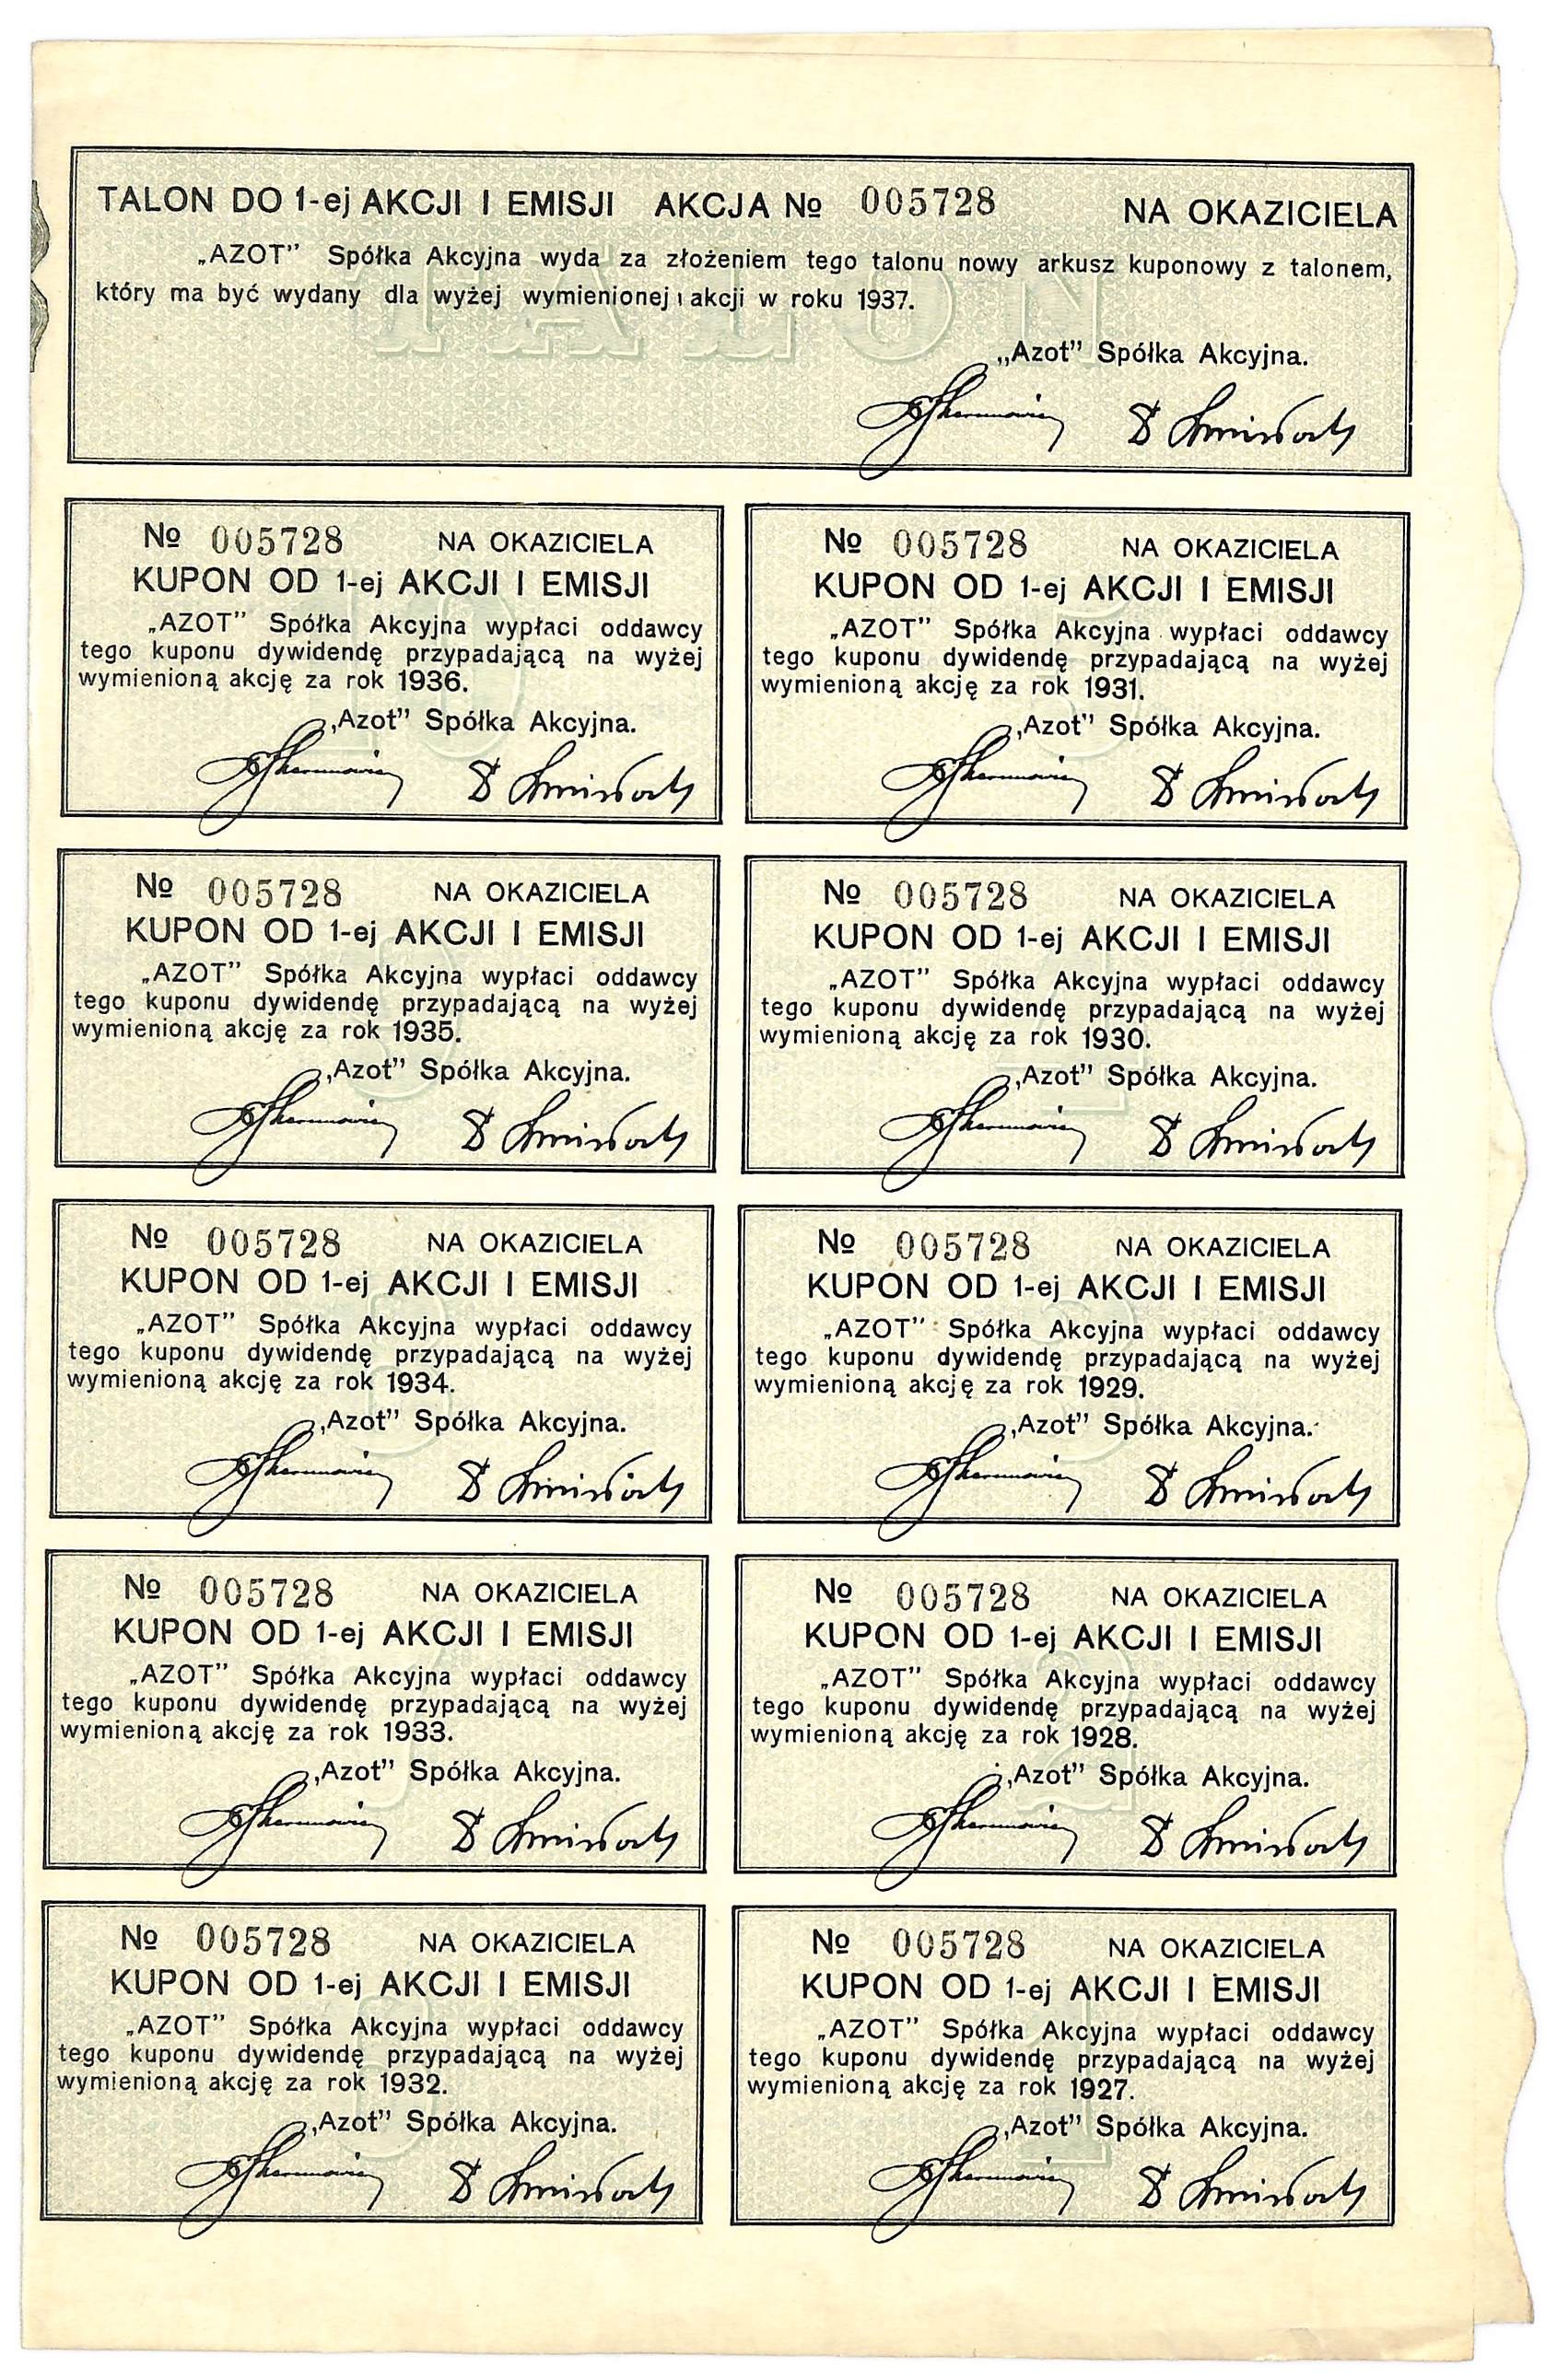 TALON DO 1-ej AKCJI I EMISJI AKCJA № 005728 NA OKAZICIELA
„AZOT” Spółka Akcyjna wyda za złożeniem tego talonu nowy arkusz kuponowy z talonem,
który ma być wydany dla wyżej wymienionej akcji w roku 1937.
TALON
„Azot” Spółka Akcyjna.
№ 005728 NA OKAZICIELA
KUPON OD 1-ej AKCJI I EMISJI
„AZOT” Spółka Akcyjna wypłaci oddawcy
tego kuponu dywidendę przypadającą na wyżej
wymienioną akcję za rok 1936.
„Azot” Spółka Akcyjna.
№ 005728 NA OKAZICIELA
KUPON OD 1-ej AKCJI I EMISJI
„AZOT” Spółka Akcyjna wypłaci oddawcy
tego kuponu dywidendę przypadającą na wyżej
wymienioną akcję za rok 1931.
„Azot” Spółka Akcyjna.
№ 005728 NA OKAZICIELA
KUPON OD 1-ej AKCJI I EMISJI
„AZOT” Spółka Akcyjna wypłaci oddawcy
tego kuponu dywidendę przypadającą na wyżej
wymienioną akcję za rok 1935.
„Azot” Spółka Akcyjna.
№ 005728 NA OKAZICIELA
KUPON OD 1-ej AKCJI I EMISJI
„AZOT” Spółka Akcyjna wypłaci oddawcy
tego kuponu dywidendę przypadającą na wyżej
wymienioną akcję za rok 1930.
„Azot” Spółka Akcyjna.
№ 005728 NA OKAZICIELA
KUPON OD 1-ej AKCJI I EMISJI
„AZOT” Spółka Akcyjna wypłaci oddawcy
tego kuponu dywidendę przypadającą na wyżej
wymienioną akcję za rok 1934.
„Azot” Spółka Akcyjna.
№ 005728 NA OKAZICIELA
KUPON OD 1-ej AKCJI I EMISJI
„AZOT” Spółka Akcyjna wypłaci oddawcy
tego kuponu dywidendę przypadającą na wyżej
wymienioną akcję za rok 1929.
„Azot” Spółka Akcyjna.
№ 005728 NA OKAZICIELA
KUPON OD 1-ej AKCJI I EMISJI
„AZOT” Spółka Akcyjna wypłaci oddawcy
tego kuponu dywidendę przypadającą na wyżej
wymienioną akcję za rok 1933.
„Azot” Spółka Akcyjna.
№ 005728 NA OKAZICIELA
KUPON OD 1-ej AKCJI I EMISJI
„AZOT” Spółka Akcyjna wypłaci oddawcy
tego kuponu dywidendę przypadającą na wyżej
wymienioną akcję za rok 1928.
„Azot” Spółka Akcyjna.
№ 005728 NA OKAZICIELA
KUPON OD 1-ej AKCJI I EMISJI
„AZOT” Spółka Akcyjna wypłaci oddawcy
tego kuponu dywidendę przypadającą na wyżej
wymienioną akcję za rok 1932.
„Azot” Spółka Akcyjna.
№ 005728 NA OKAZICIELA
KUPON OD 1-ej AKCJI I EMISJI
„AZOT” Spółka Akcyjna wypłaci oddawcy
tego kuponu dywidendę przypadającą na wyżej
wymienioną akcję za rok 1927.
„Azot” Spółka Akcyjna.